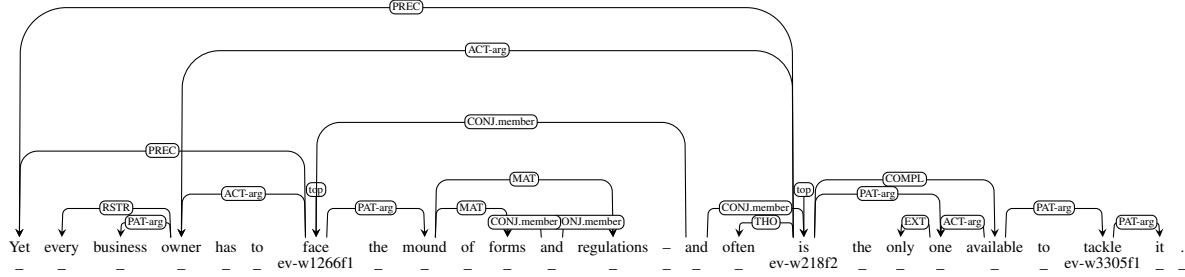 PREC
ACT-arg
CONJ.member
PREC
MAT COMPL
ACT-arg top top PAT-arg
RSTR PAT-arg MAT CONJ.member PAT-arg
PAT-arg CONJ.member ONJ.member THO EXT ACT-arg PAT-arg
Yet every business owner has to face the mound of forms and regulations – and often is the only one available to tackle it .
_ _ _ _ _ _ ev-w1266f1 _ _ _ _ _ _ _ _ _ ev-w218f2 _ _ _ _ _ ev-w3305f1 _ _